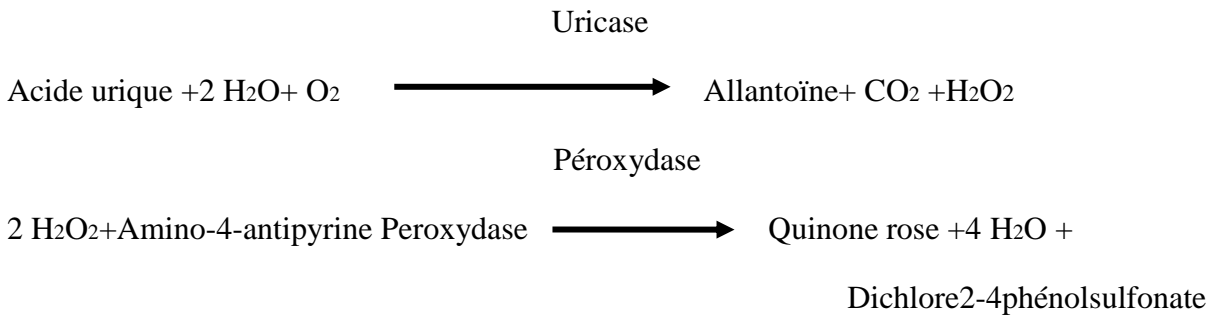 Uricase
Acide urique +2 H2O+ O2 Allantoïne+ CO2 +H2O2
Péroxydase
2 H2O2+Amino-4-antipyrine Peroxydase Quinone rose +4 H2O +
Dichlore2-4phénolsulfonate